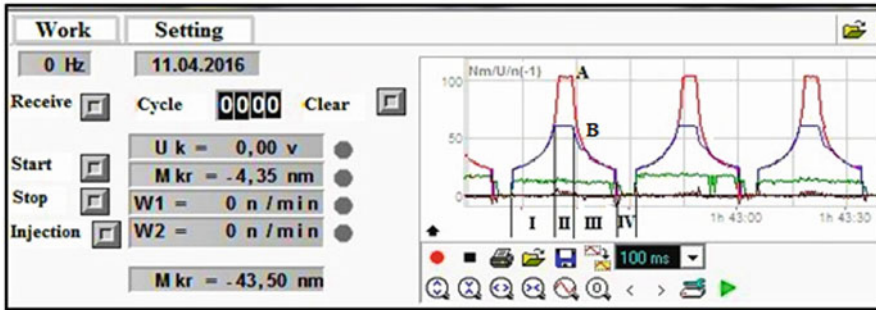 Work Setting
0 Hz 11.04.2016
Receive Cycle 0000 Clear
U k = 0,00 v
Start
M kr = -4,35 nm
Stop
W1 = 0 n / min
Injection
W2 = 0 n / min
M kr = -43,50 nm
Nm/U/n(-1)
100
A
B
50
0
I II III IV
1h 43:00 1h 43:30
100 ms